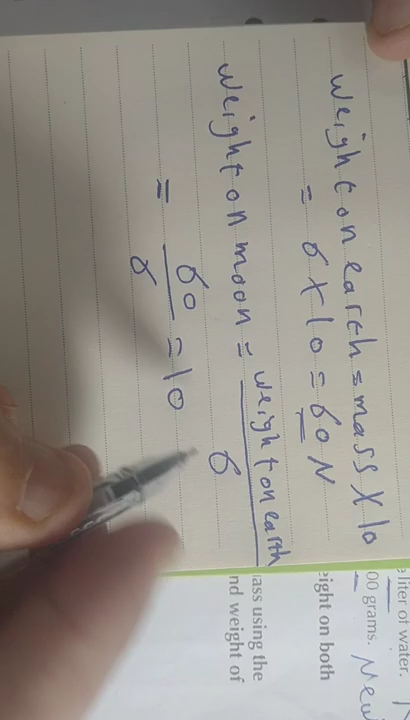 weight on earth = mass X 10
= 6 X 10 = 60 N
weight on moon = weight on earth
6
= 60
6 = 10
liter of water.
00 grams.
eight on both
ass using the
nd weight of